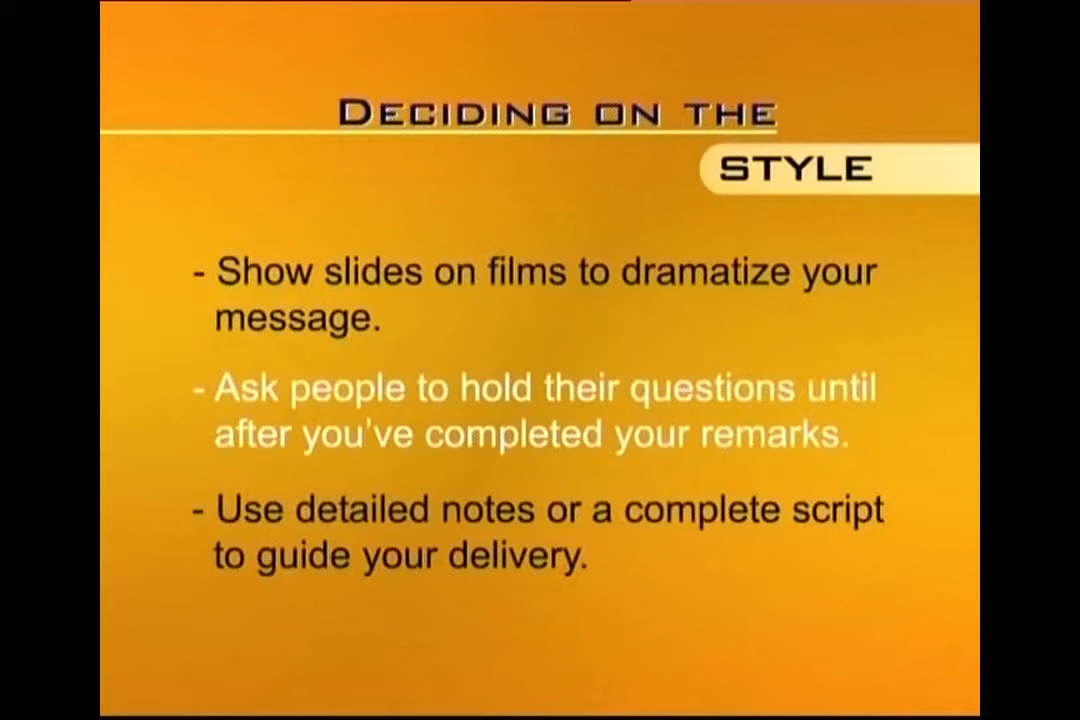 DECIDING ON THE
STYLE
- Show slides on films to dramatize your
message.
- Ask people to hold their questions until
after you've completed your remarks.
- Use detailed notes or a complete script
to guide your delivery.